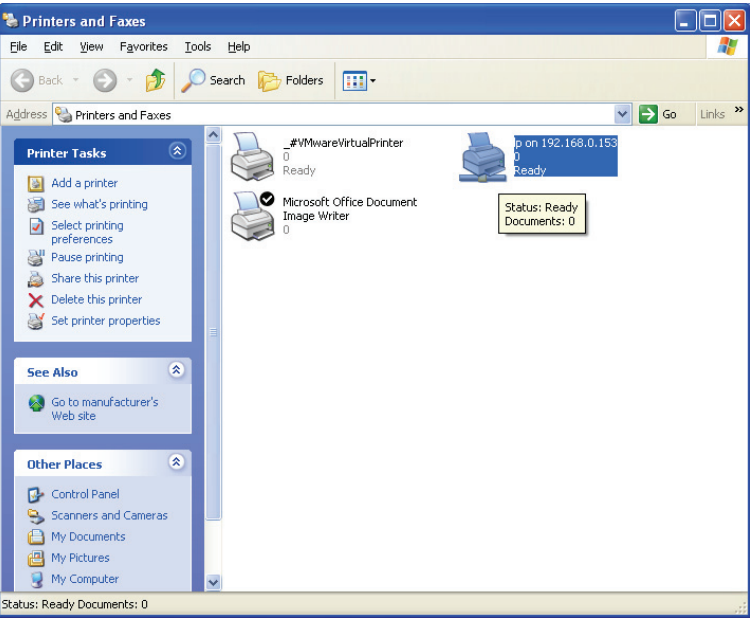 Printers and Faxes
File Edit View Favorites Tools Help
Back Search Folders
Address Printers and Faxes Go Links »
Printer Tasks
Add a printer
See what's printing
Select printing
preferences
Pause printing
Share this printer
Delete this printer
Set printer properties
See Also
Go to manufacturer's
Web site
Other Places
Control Panel
Scanners and Cameras
My Documents
My Pictures
My Computer
_#VMwareVirtualPrinter
0
Ready
lp on 192.168.0.153
0
Ready
Microsoft Office Document
Image Writer
0
Status: Ready
Documents: 0
Status: Ready Documents: 0